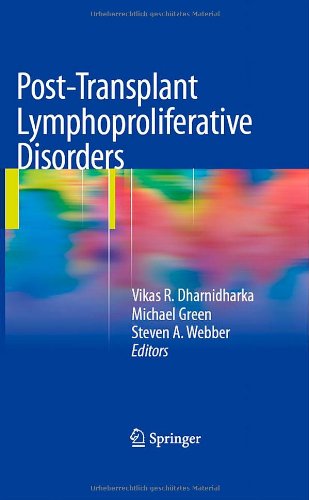 Urheberrechtlich geschütztes Material
Post-Transplant
Lymphoproliferative
Disorders
Vikas R. Dharnidharka
Michael Green
Steven A. Webber
Editors
Springer
Urheberrechtlich geschütztes Material